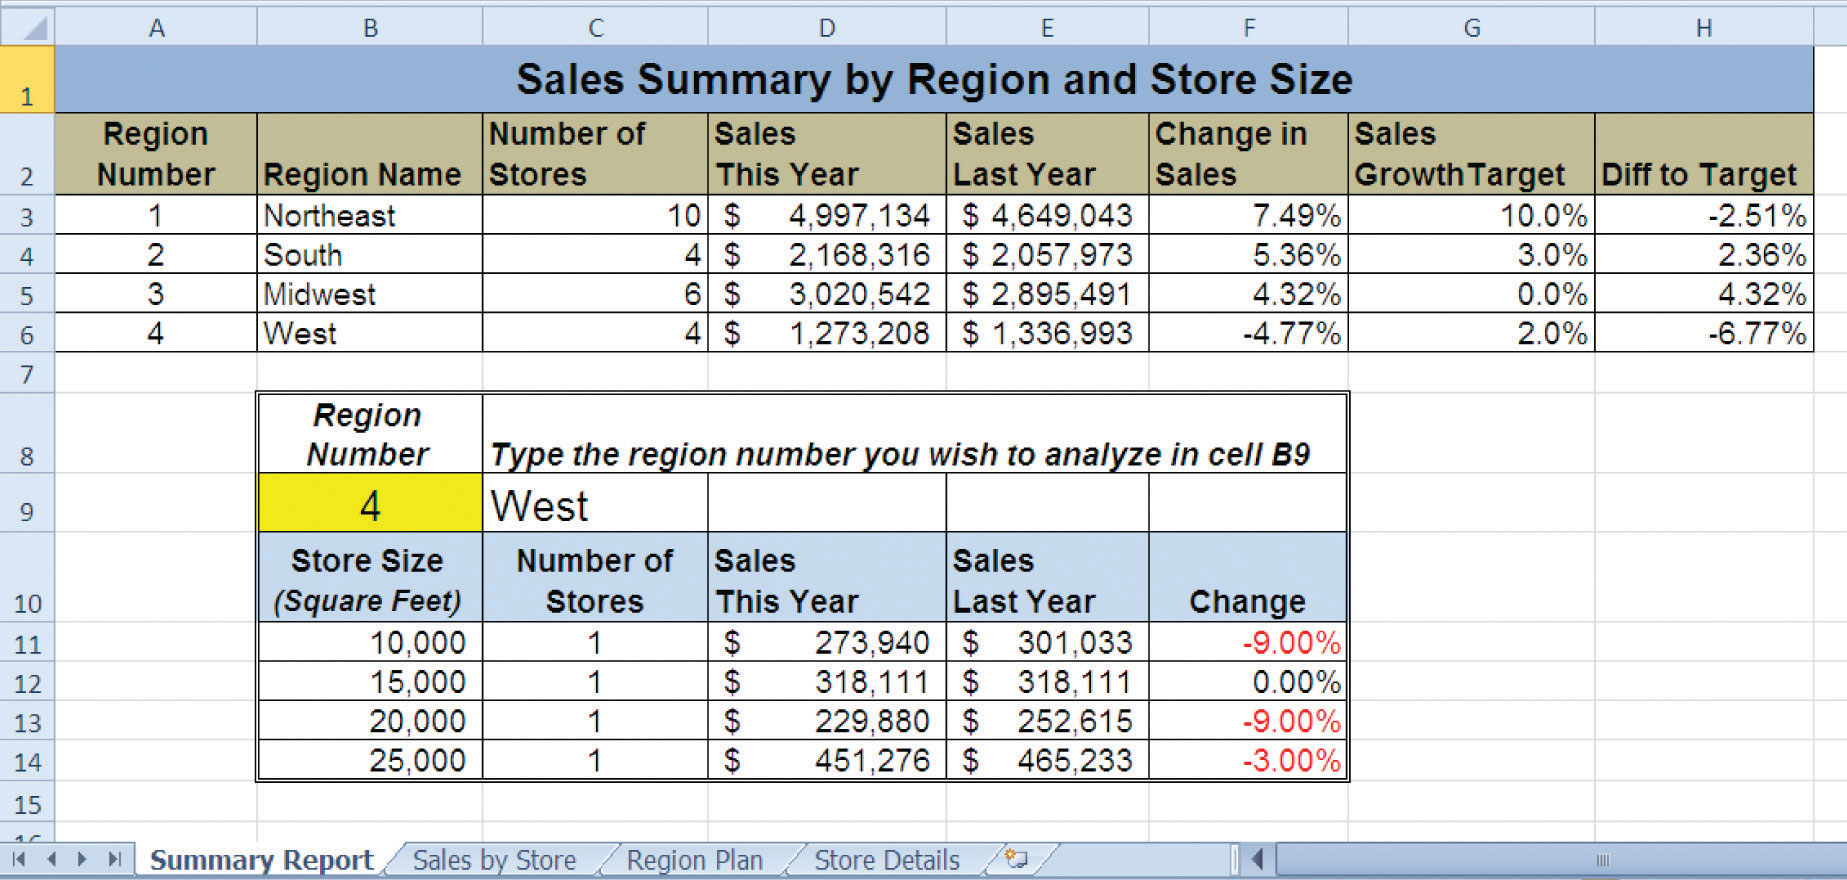 A B C D E F G H
1 Sales Summary by Region and Store Size
Region Number of Sales Sales Change in Sales
2 Number Region Name Stores This Year Last Year Sales GrowthTarget Diff to Target
3 1 Northeast 10 $ 4,997,134 $ 4,649,043 7.49% 10.0% -2.51%
4 2 South 4 $ 2,168,316 $ 2,057,973 5.36% 3.0% 2.36%
5 3 Midwest 6 $ 3,020,542 $ 2,895,491 4.32% 0.0% 4.32%
6 4 West 4 $ 1,273,208 $ 1,336,993 -4.77% 2.0% -6.77%
7
Region
8 Number Type the region number you wish to analyze in cell B9
9 4 West
Store Size Number of Sales Sales
10 (Square Feet) Stores This Year Last Year Change
11 10,000 1 $ 273,940 $ 301,033 -9.00%
12 15,000 1 $ 318,111 $ 318,111 0.00%
13 20,000 1 $ 229,880 $ 252,615 -9.00%
14 25,000 1 $ 451,276 $ 465,233 -3.00%
15
Summary Report Sales by Store Region Plan Store Details